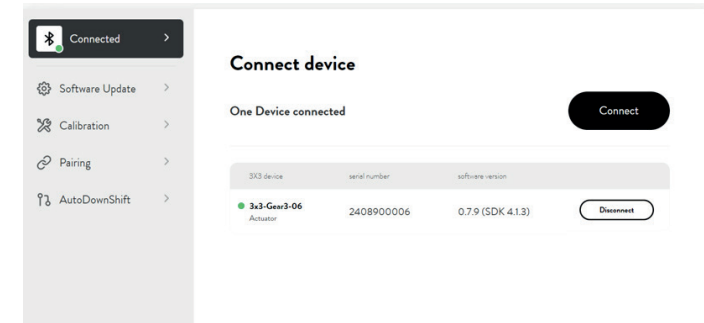 Connected
Software Update
Calibration
Pairing
AutoDownShift
Connect device
One Device connected
Connect
3X3 device serial number software version
3x3-Gear3-06
Actuator
2408900006
0.7.9 (SDK 4.1.3)
Disconnect